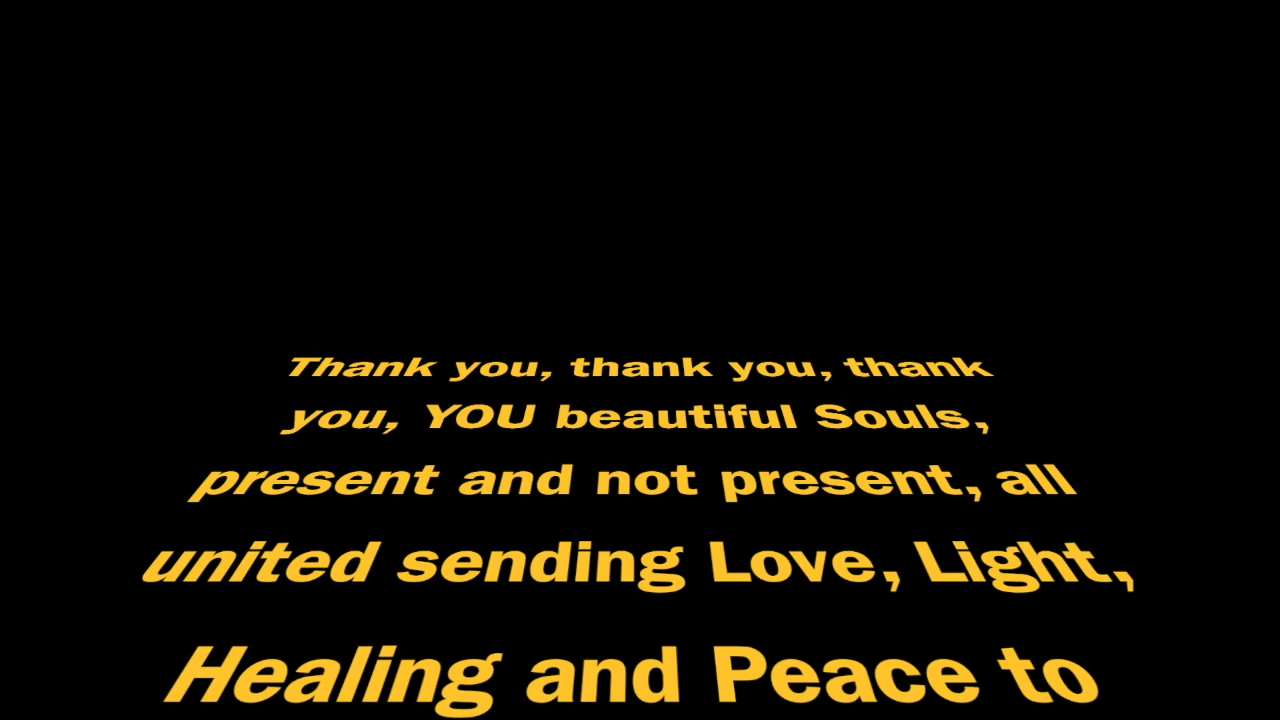 Thank you, thank you, thank
you, YOU beautiful Souls,
present and not present, all
united sending Love, Light,
Healing and Peace to